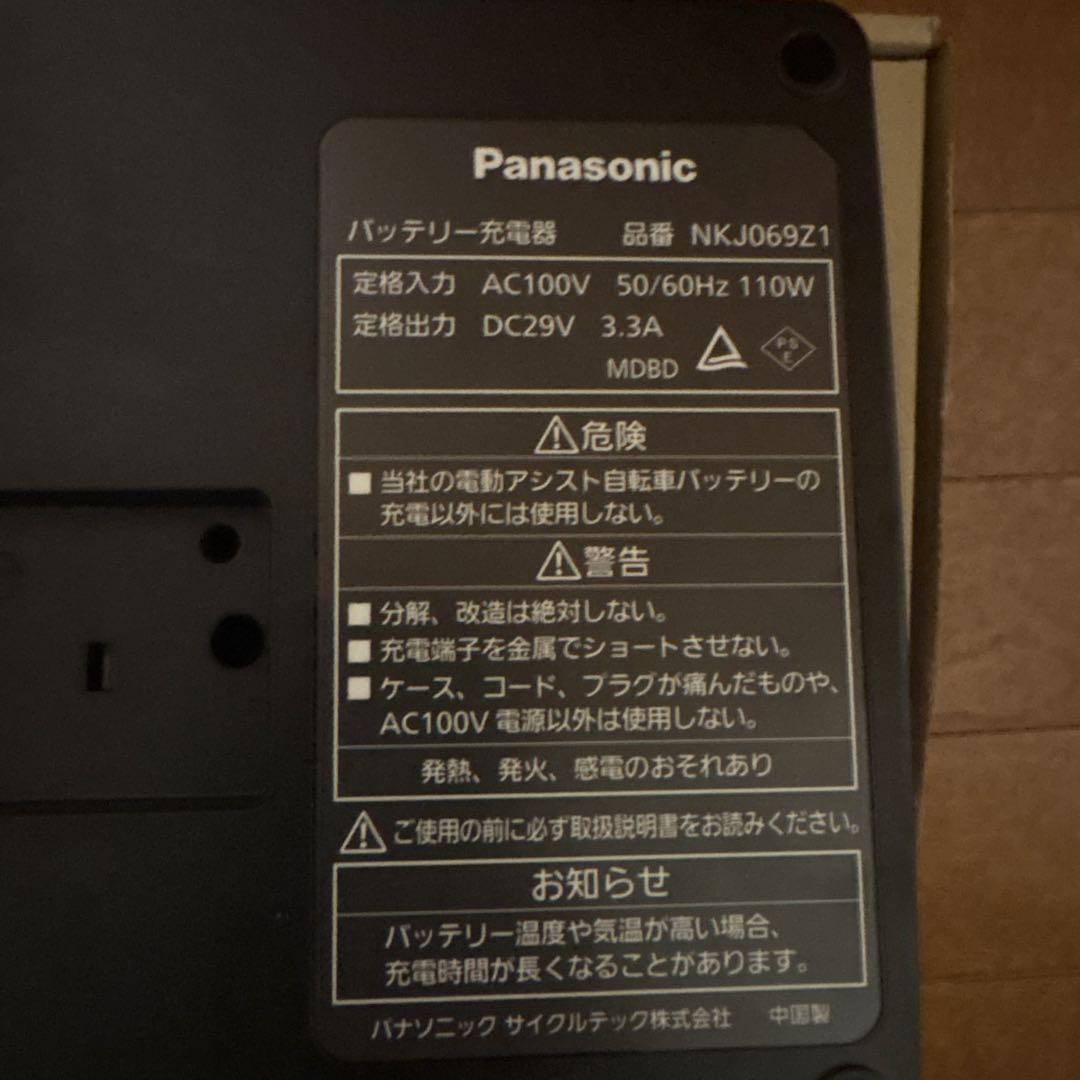 Panasonic
バッテリー充電器 品番 NKJ069Z1
定格入力 AC100V 50/60Hz 110W
定格出力 DC29V 3.3A
MDBD
PS
E
危険
■ 当社の電動アシスト自転車バッテリーの
充電以外には使用しない。
警告
■ 分解、改造は絶対しない。
■ 充電端子を金属でショートさせない。
■ ケース、コード、プラグが痛んだものや、
AC100V 電源以外は使用しない。
発熱、発火、感電のおそれあり
ご使用の前に必ず取扱説明書をお読みください。
お知らせ
バッテリー温度や気温が高い場合、
充電時間が長くなることがあります。
パナソニック サイクルテック株式会社 中国製